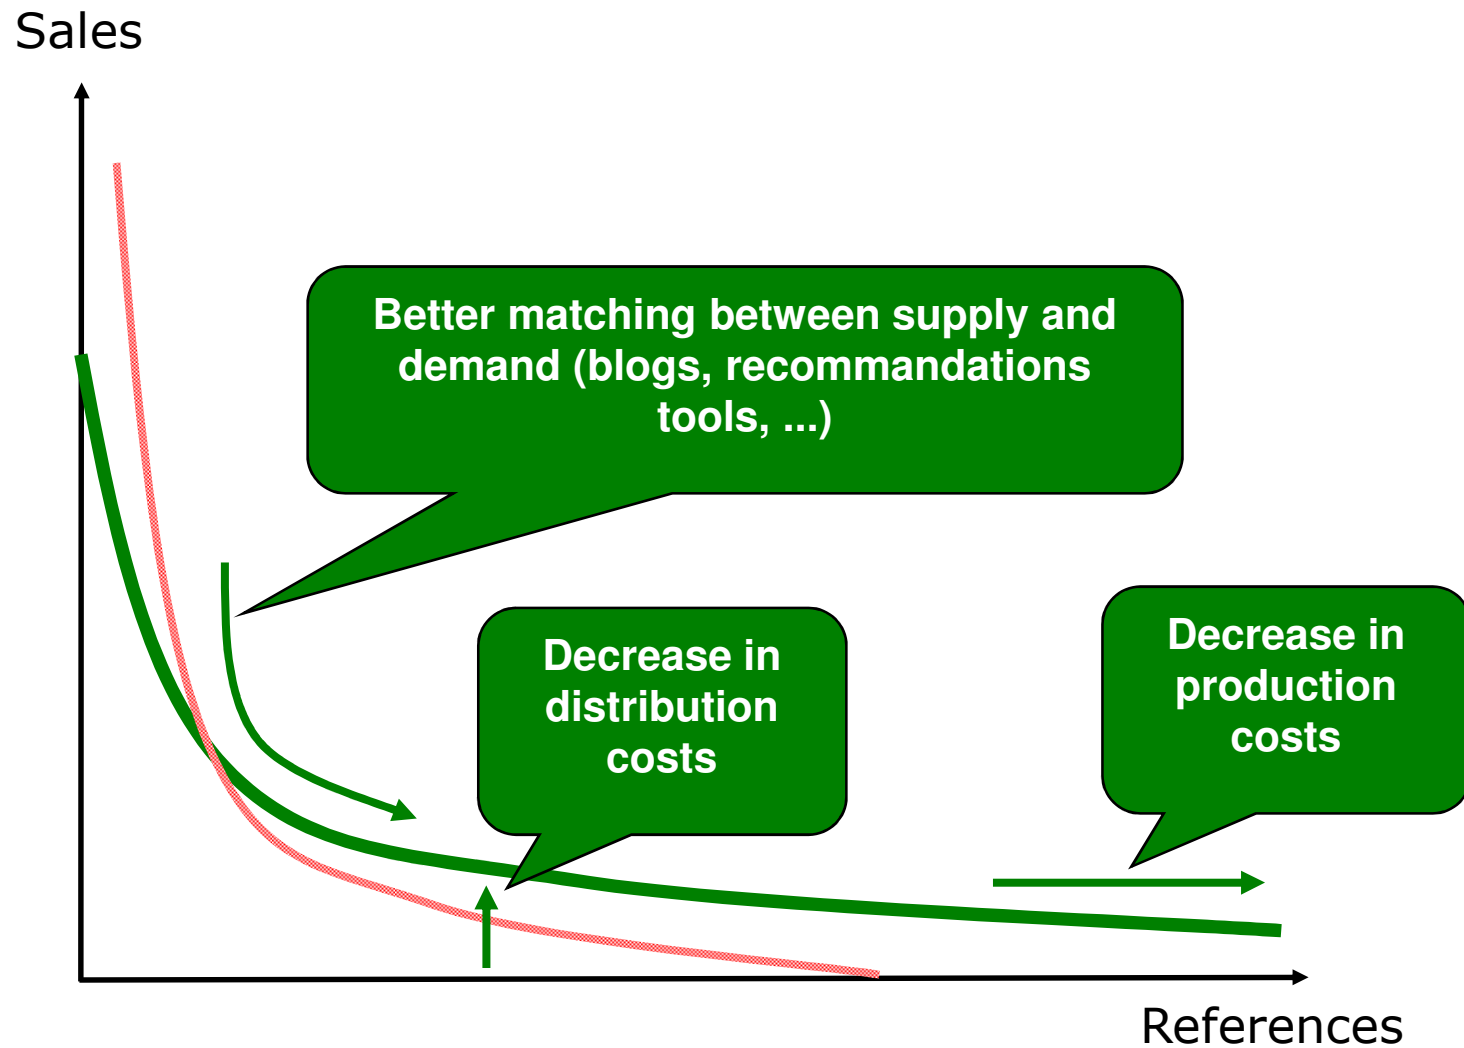 Sales
Better matching between supply and
demand (blogs, recommandations
tools, ...)
Decrease in
distribution
costs
Decrease in
production
costs
References